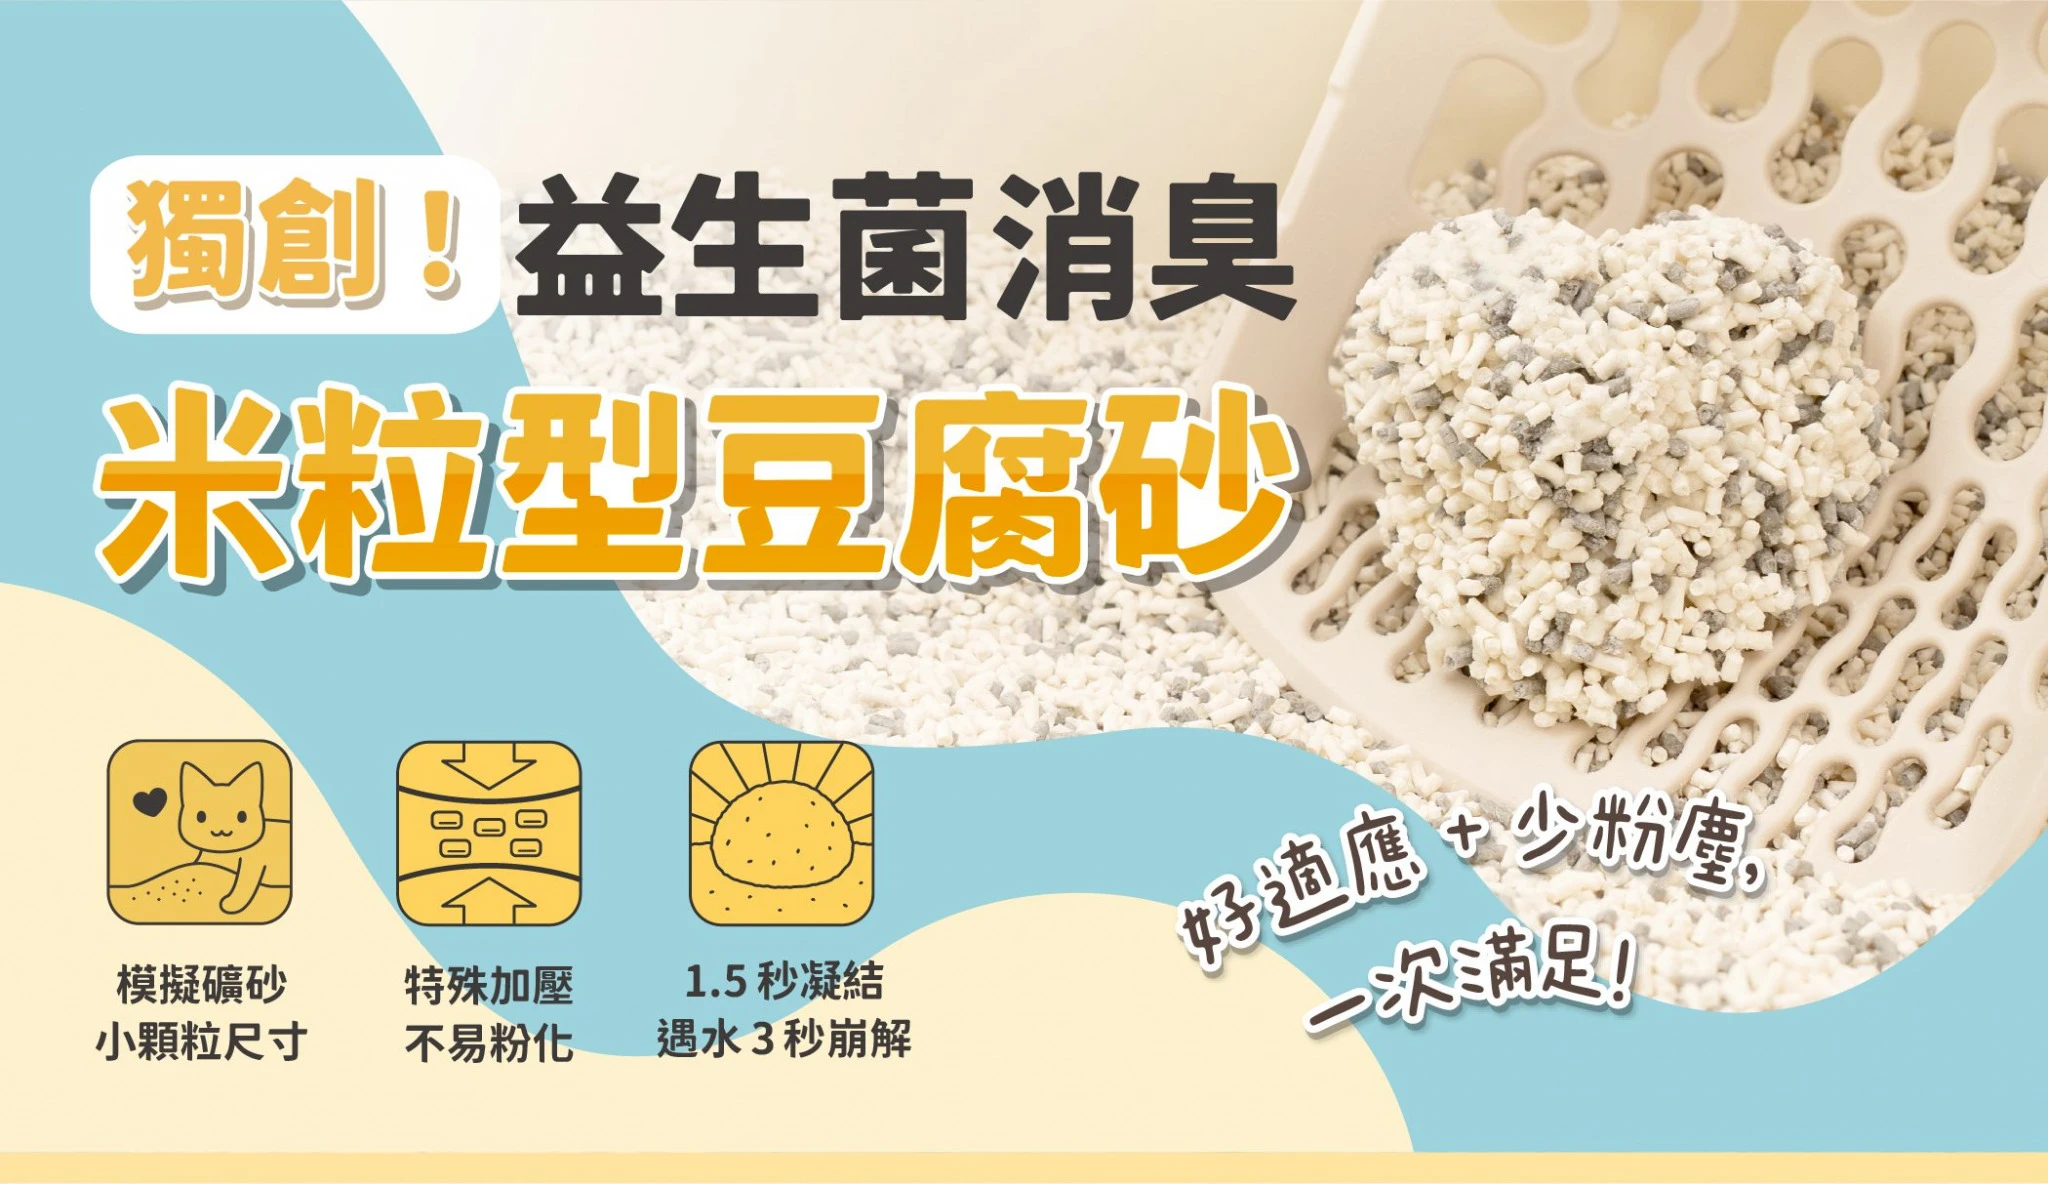 獨創！益生菌消臭
米粒型豆腐砂
模擬礦砂
小顆粒尺寸
特殊加壓
不易粉化
1.5 秒凝結
遇水 3 秒崩解
好適應 + 少粉塵,
一次滿足!